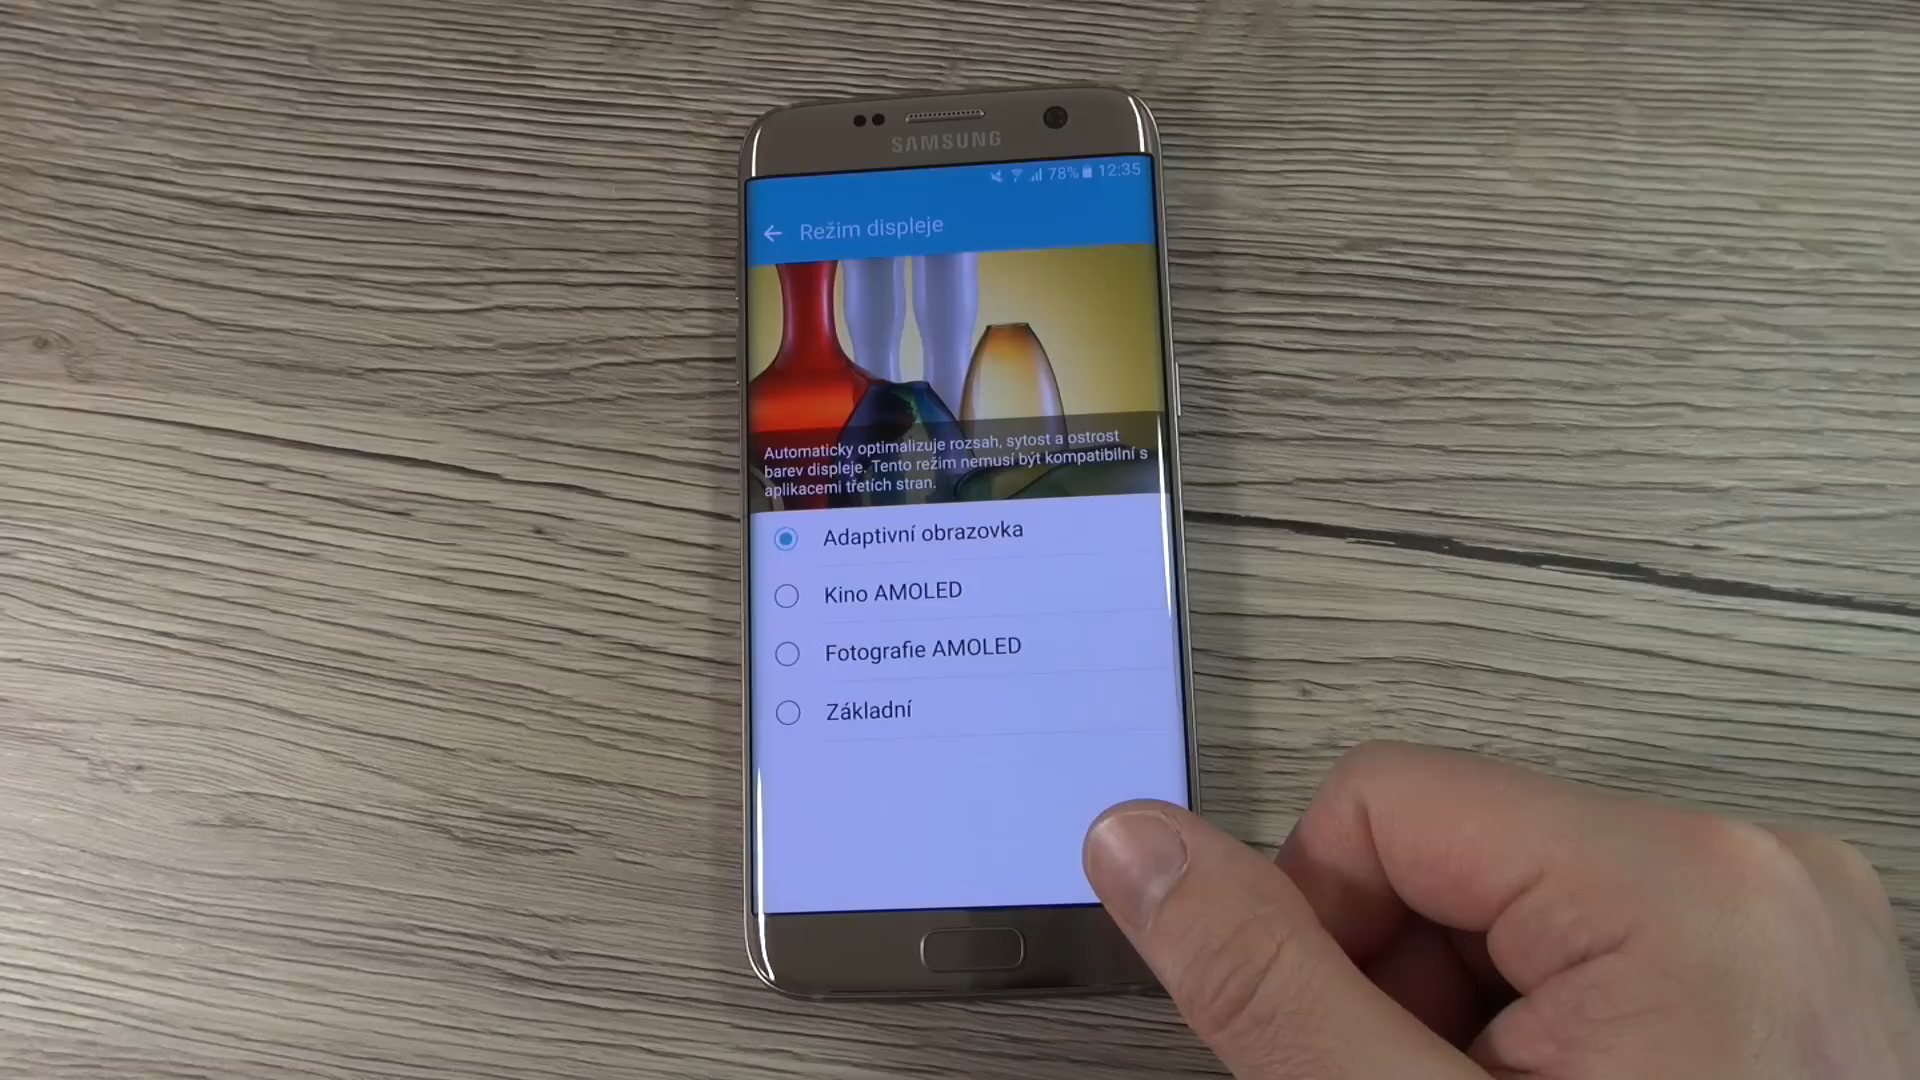 SAMSUNG
78% 12:35
Režim displeje
Automaticky optimalizuje rozsah, sytost a ostrost
barev displeje. Tento režim nemusí být kompatibilní s
aplikacemi třetích stran.
Adaptivní obrazovka
Kino AMOLED
Fotografie AMOLED
Základní